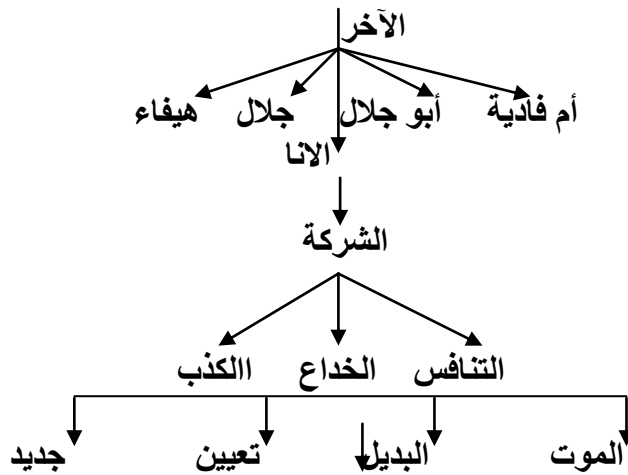 الآخر
أم فادية أبو جلال جلال هيفاء
الانا
الشركة
التنافس الخداع االكذب
الموت البديل تعيين جديد